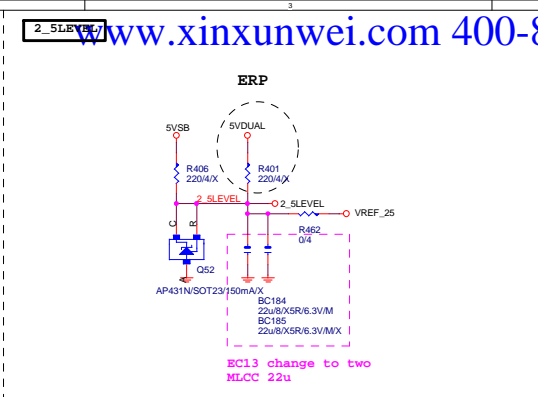 3
2_5LEVEL
www.xinxunwei.com 400-8
ERP
5VSB
5VDUAL
R406
220/4/X
R401
220/4/X
2_5LEVEL
2_5LEVEL
VREF_25
R462
0/4
C
R
A
Q52
AP431N/SOT23/150mA/X
BC184
22u/8/X5R/6.3V/M
BC185
22u/8/X5R/6.3V/M/X
EC13 change to two
MLCC 22u